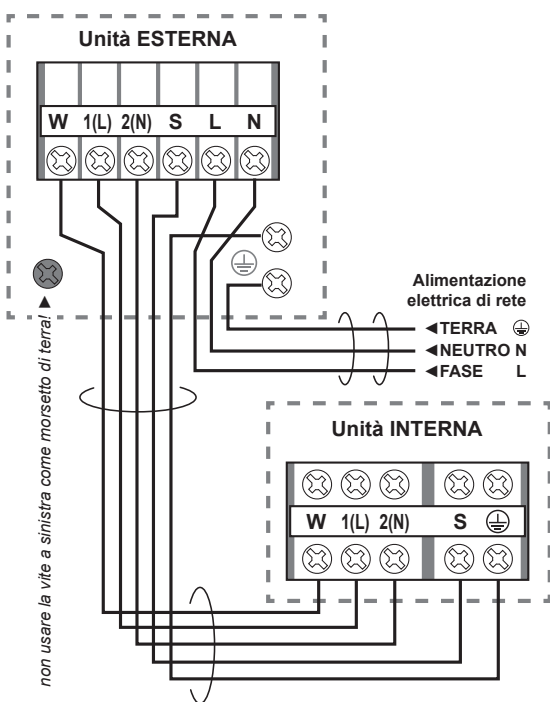 Unità ESTERNA
W 1(L) 2(N) S L N
Alimentazione
elettrica di rete
◄TERRA
◄NEUTRO N
◄FASE L
non usare la vite a sinistra come morsetto di terra! ►
Unità INTERNA
W 1(L) 2(N) S